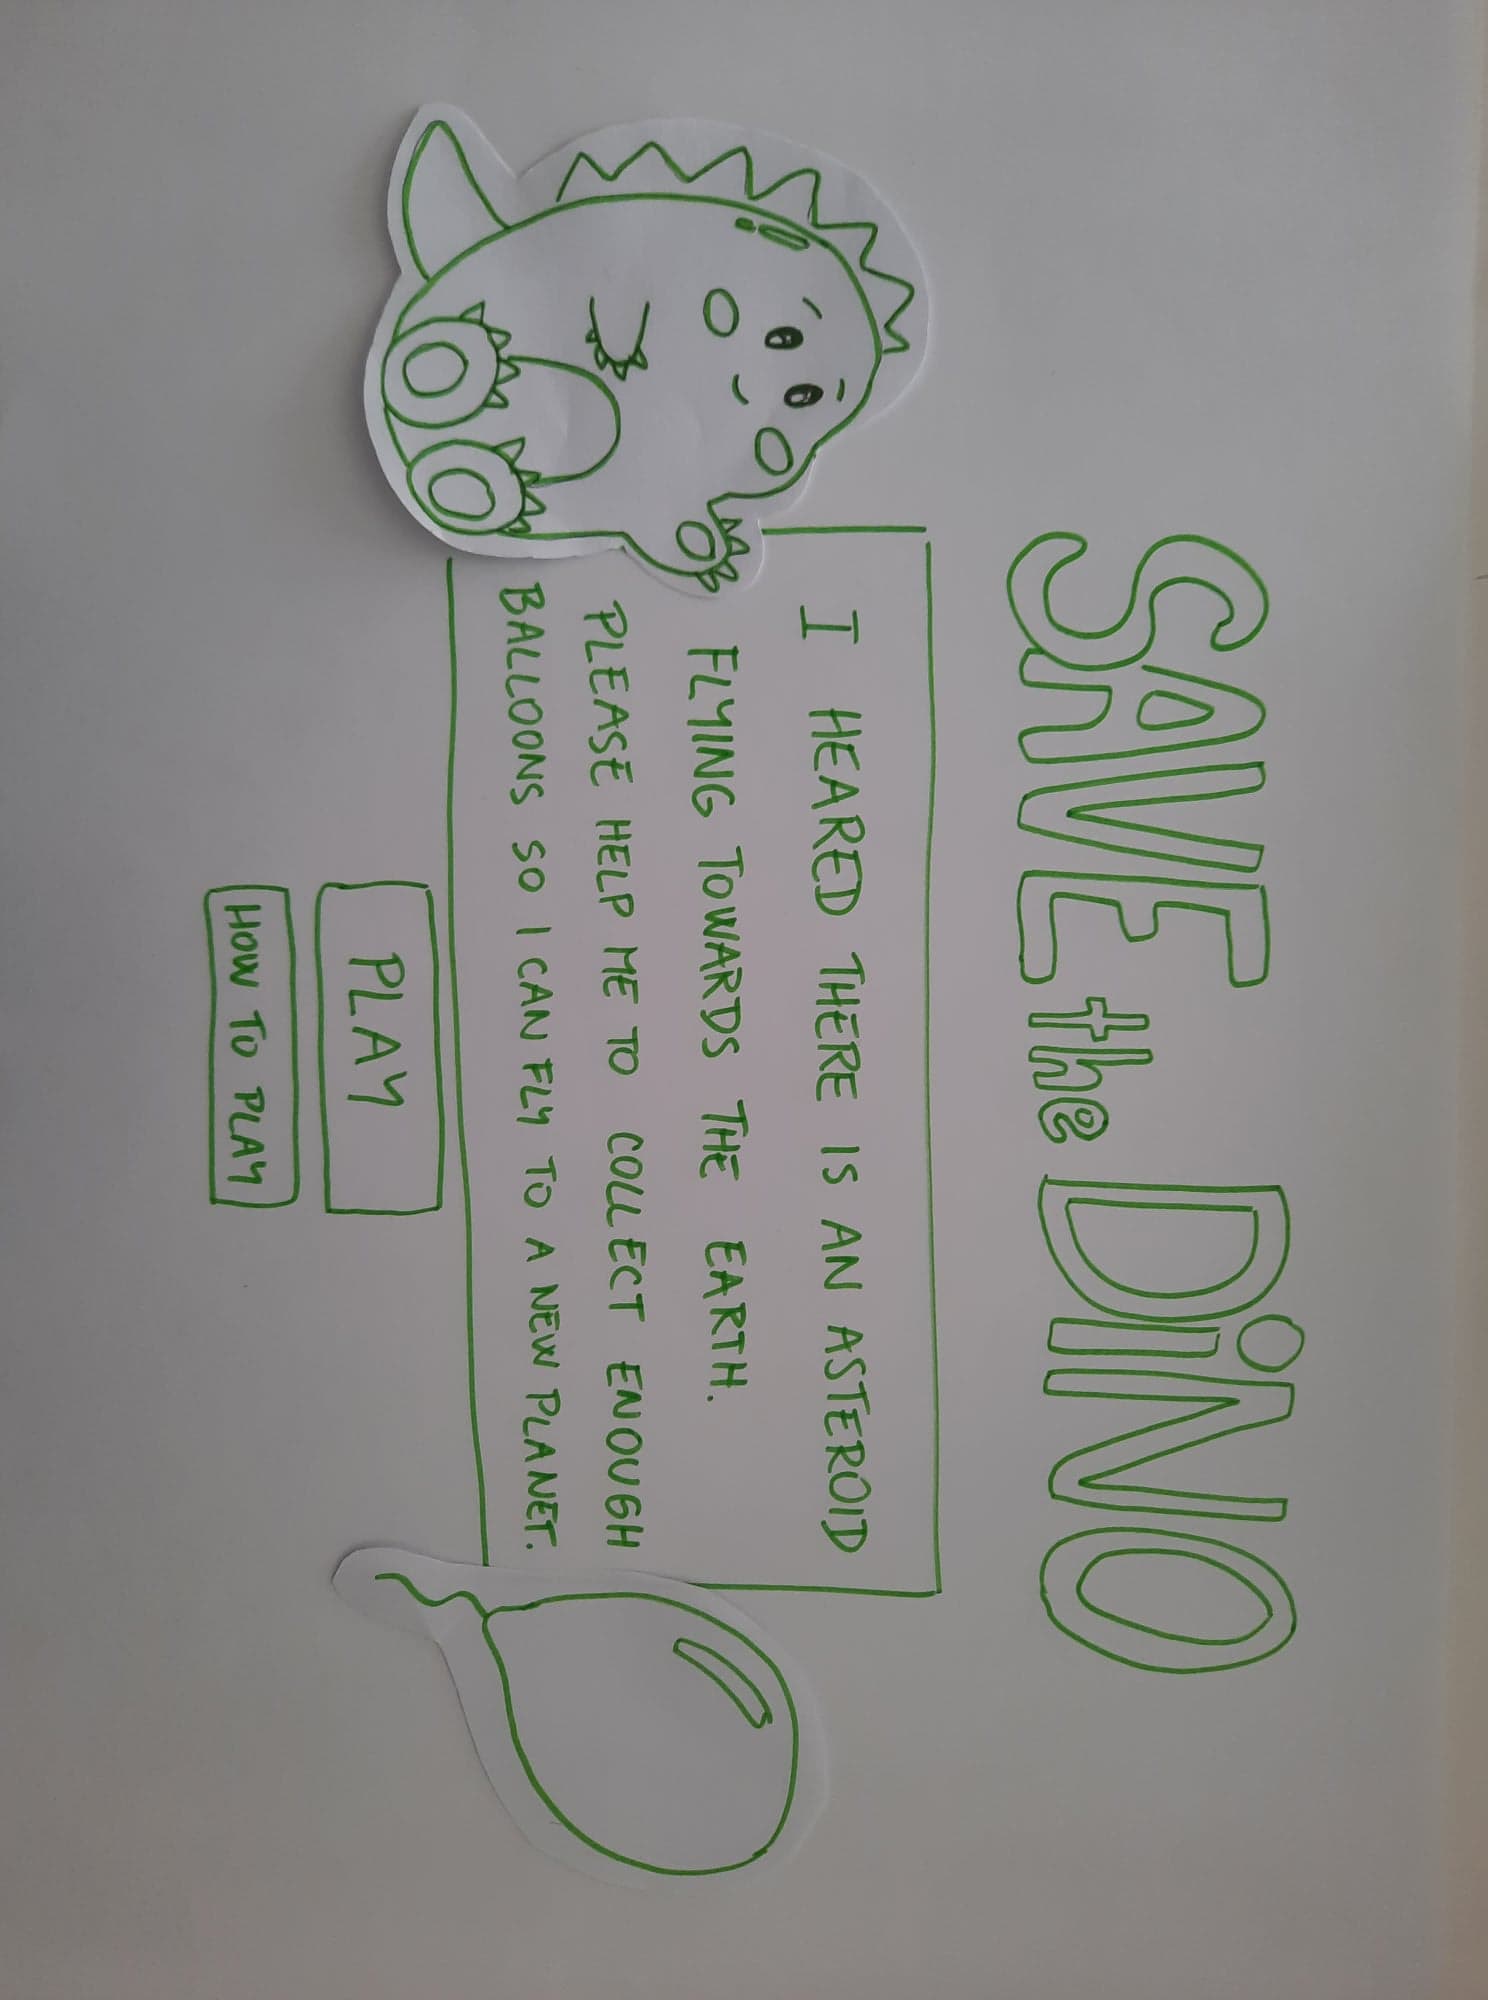 SAVE the DiNO
I HEARED THERE IS AN ASTEROID
FLYING TOWARDS THE EARTH.
PLEASE HELP ME TO COLLECT ENOUGH
BALLOONS SO I CAN FLY TO A NEW PLANET.
PLAY
HOW TO PLAY